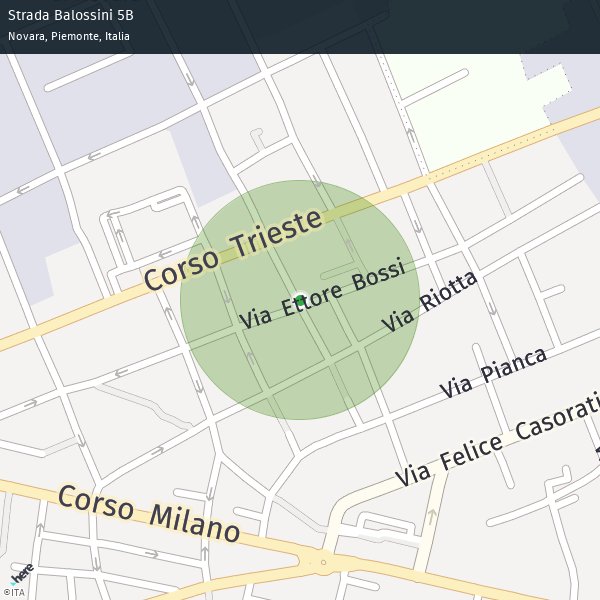 Strada Balossini 5B
Novara, Piemonte, Italia
Corso Trieste
Via Ettore Bossi
Via Riotta
Via Pianca
Via Felice Casorati
Corso Milano
here
©ITA